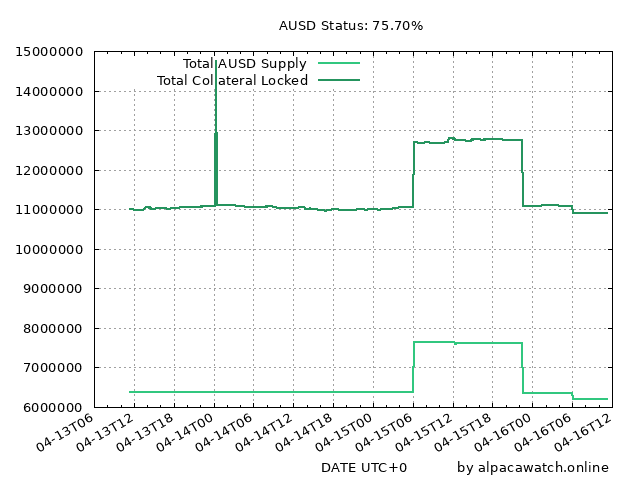 AUSD Status: 75.70%
15000000
14000000
13000000
12000000
11000000
10000000
9000000
8000000
7000000
6000000
Total AUSD Supply
Total Collateral Locked
04-13T06
04-13T12
04-13T18
04-14T00
04-14T06
04-14T12
04-14T18
04-15T00
04-15T06
04-15T12
04-15T18
04-16T00
04-16T06
04-16T12
DATE UTC+0
by alpacawatch.online